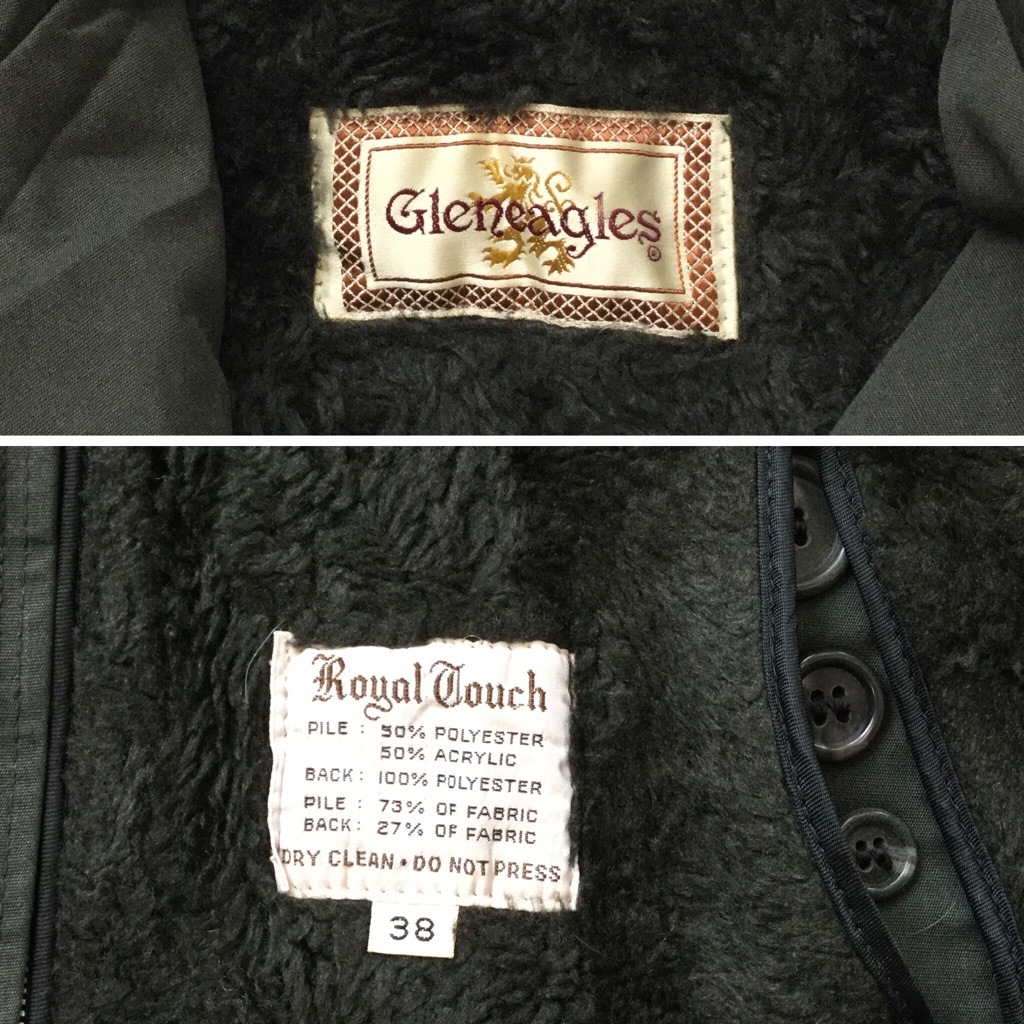 Gleneagles ®
Royal Touch
PILE : 50% POLYESTER
50% ACRYLIC
BACK : 100% POLYESTER
PILE : 73% OF FABRIC
BACK : 27% OF FABRIC
DRY CLEAN • DO NOT PRESS
38